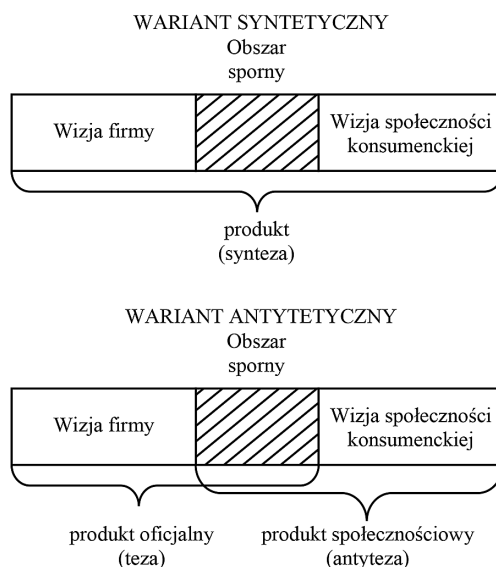 WARIANT SYNTETYCZNY
Obszar
sporny
Wizja firmy
Wizja społeczności
konsumenckiej
produkt
(synteza)
WARIANT ANTYTETYCZNY
Obszar
sporny
Wizja firmy
Wizja społeczności
konsumenckiej
produkt oficjalny
(teza)
produkt społecznościowy
(antyteza)